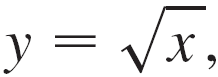 y = √x,